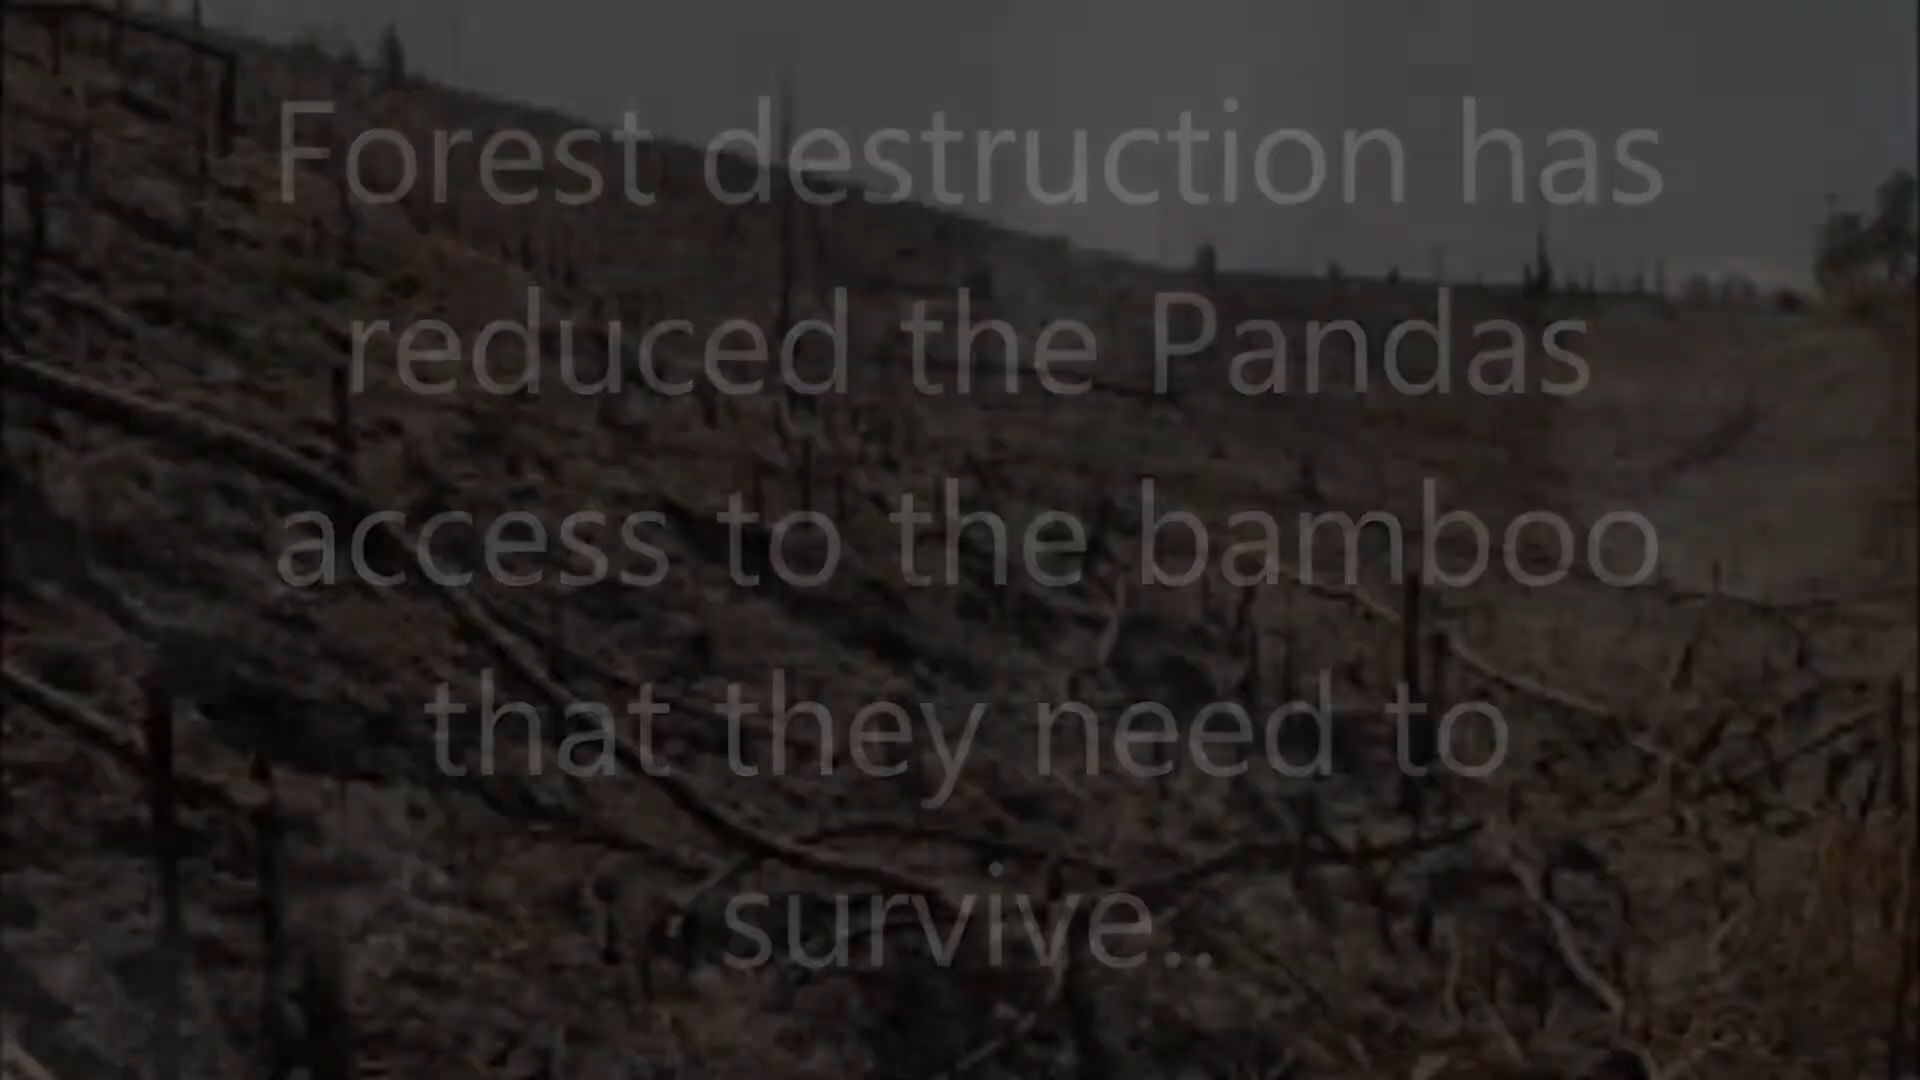 Forest destruction has
reduced the Pandas
access to the bamboo
that they need to
survive..